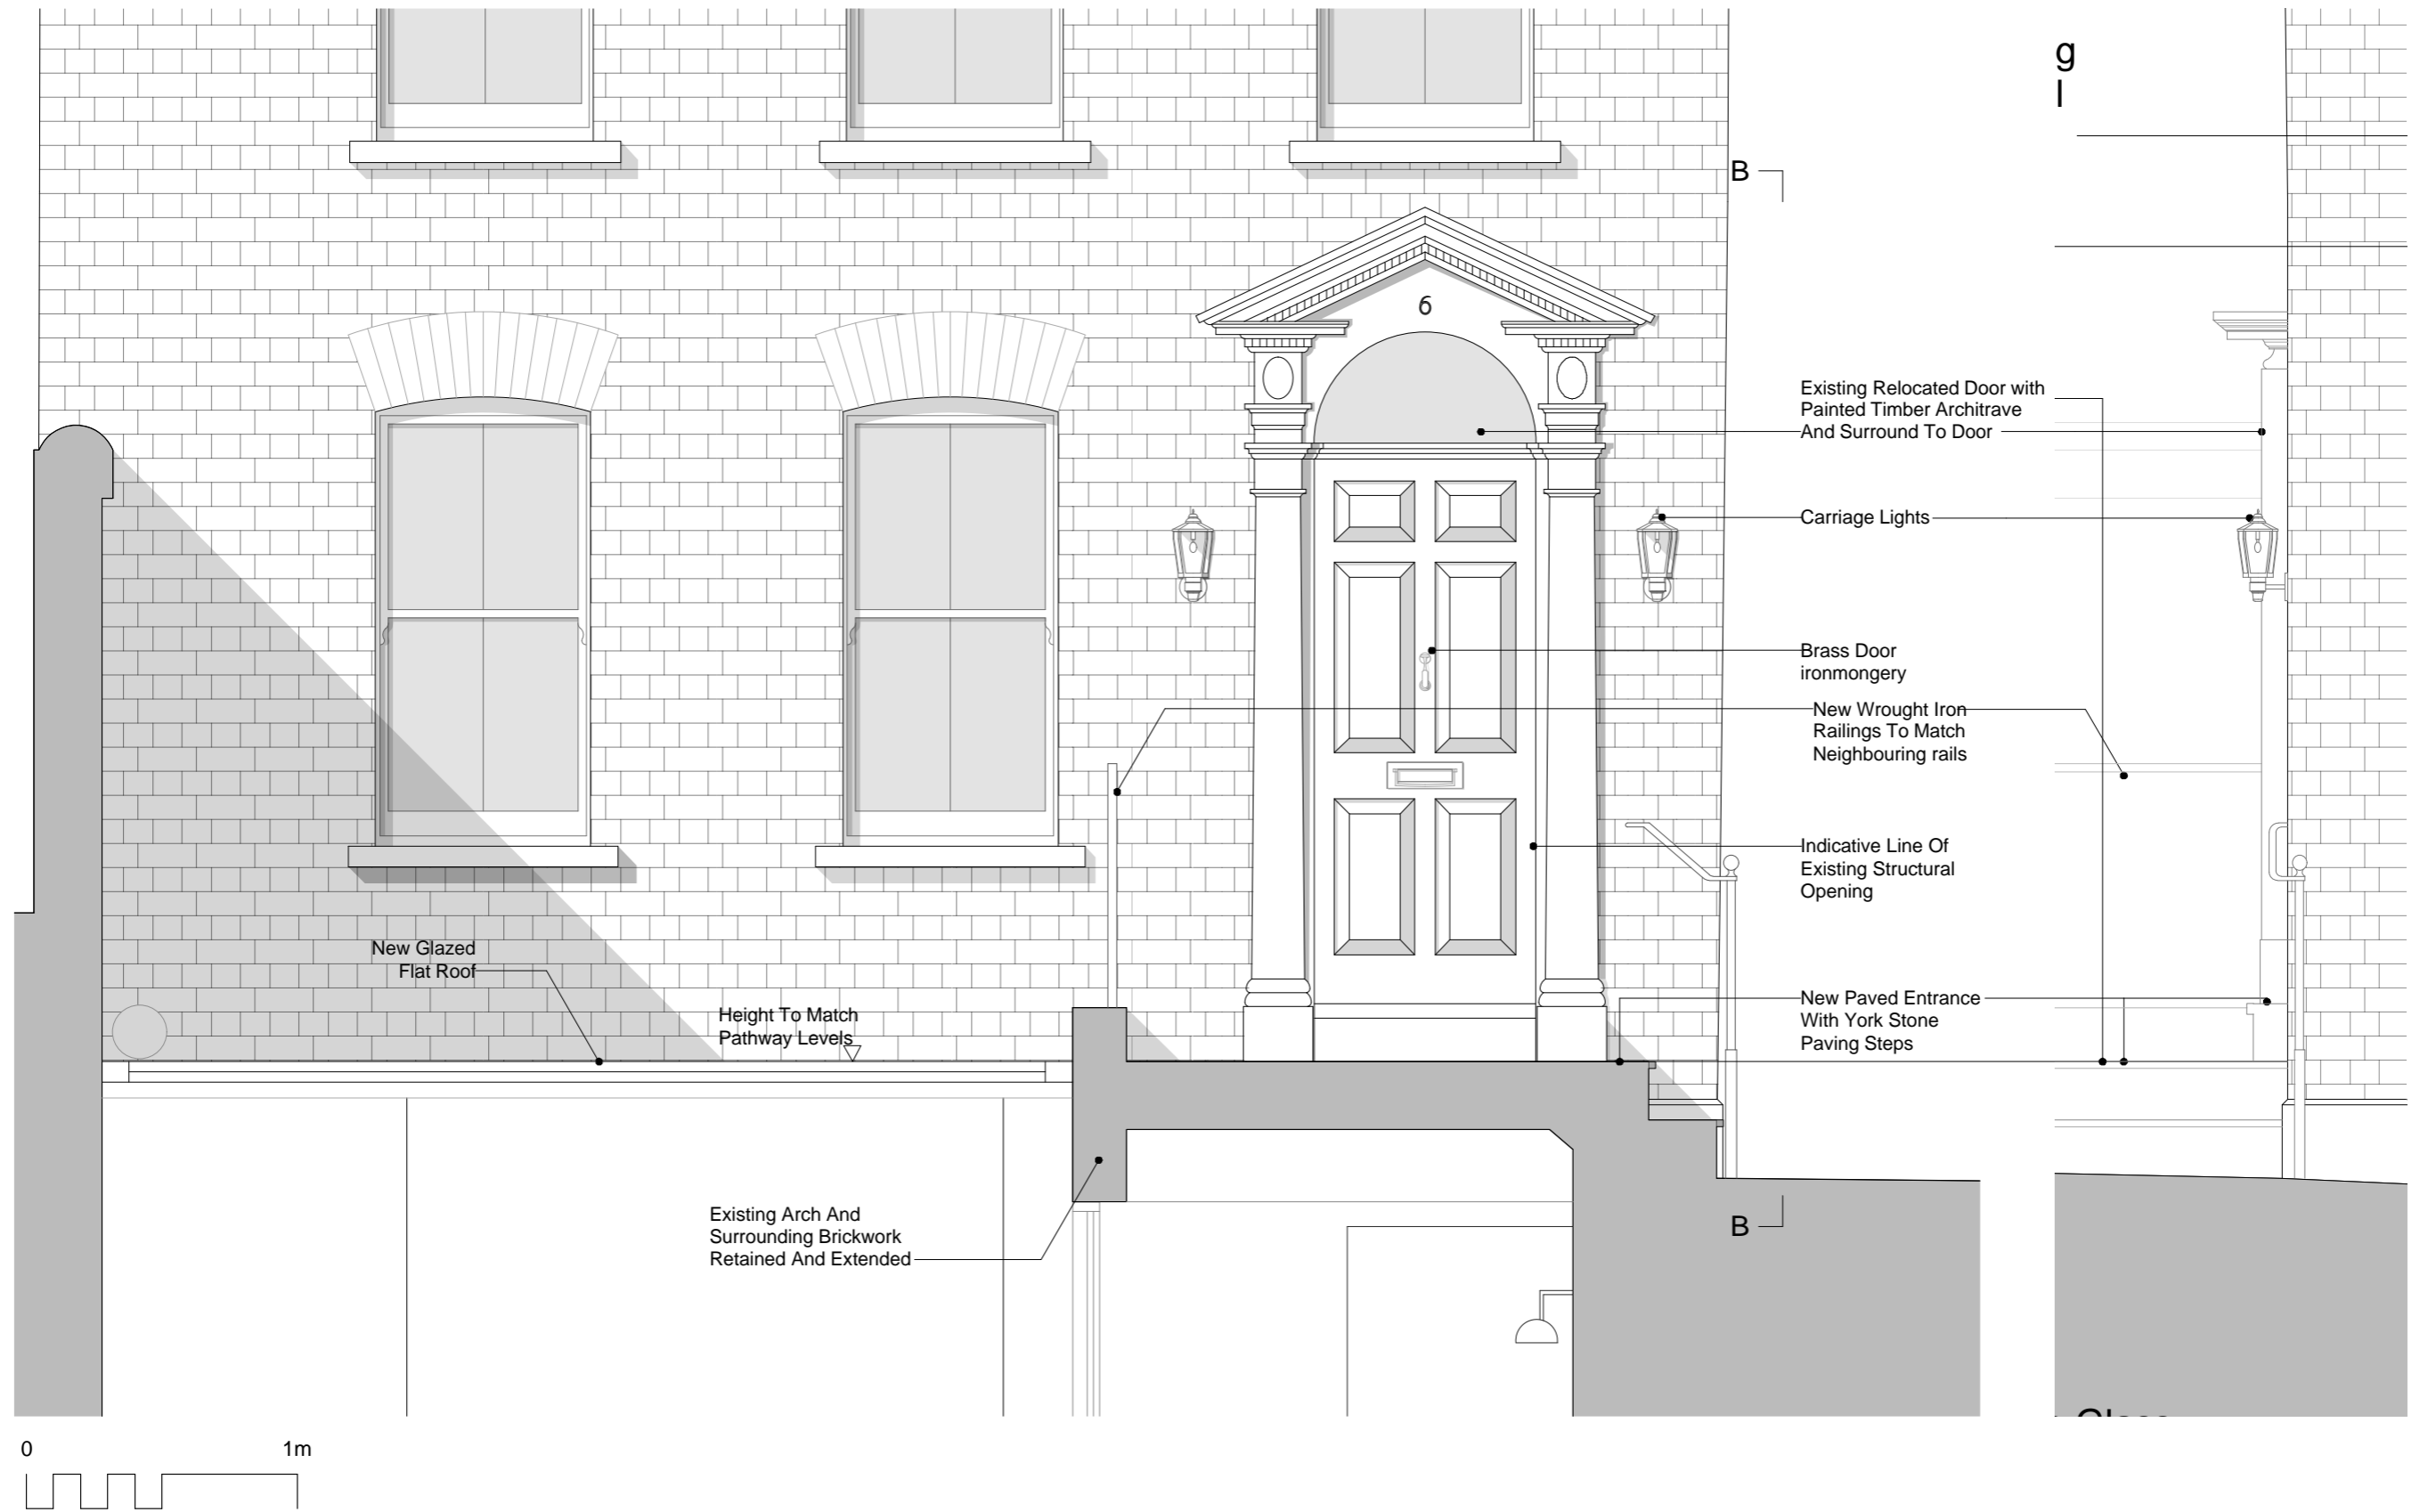 g
l
B
6
Existing Relocated Door with
Painted Timber Architrave
And Surround To Door
Carriage Lights
Brass Door
ironmongery
New Wrought Iron
Railings To Match
Neighbouring rails
Indicative Line Of
Existing Structural
Opening
New Glazed
Flat Roof
Height To Match
Pathway Levels
New Paved Entrance
With York Stone
Paving Steps
Existing Arch And
Surrounding Brickwork
Retained And Extended
B
0 1m